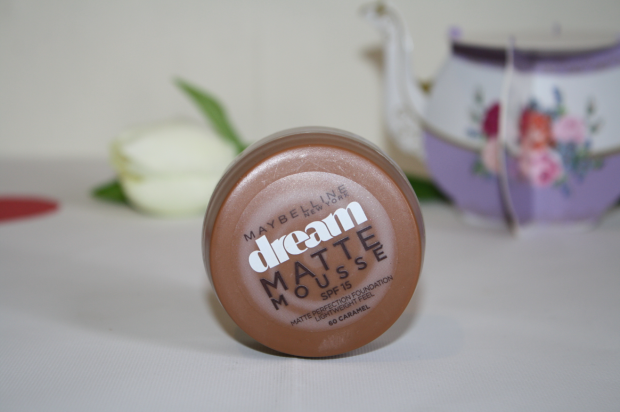 MAYBELLINE
NEW YORK
dream
MATTE
MOUSSE
SPF 15
MATTE PERFECTION FOUNDATION
LIGHTWEIGHT FEEL
60 CARAMEL